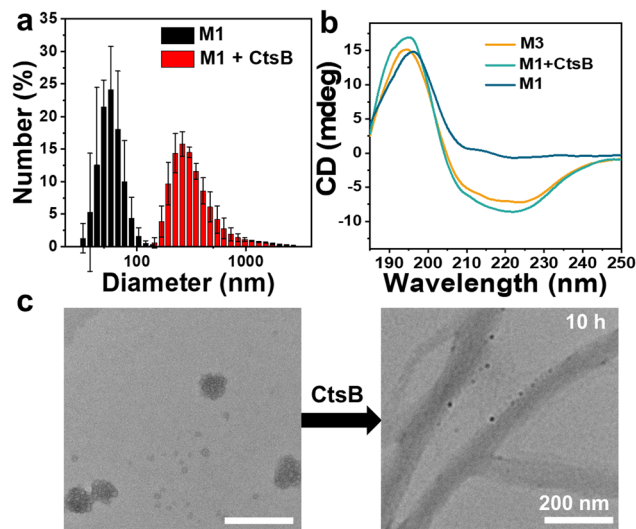 a
M1
M1 + CtsB
35
30
25
20
15
10
5
0
Number (%)
100
1000
Diameter (nm)
b
M3
M1+CtsB
M1
15
10
5
0
-5
-10
CD (mdeg)
190 200 210 220 230 240 250
Wavelength (nm)
c
CtsB
10 h
200 nm